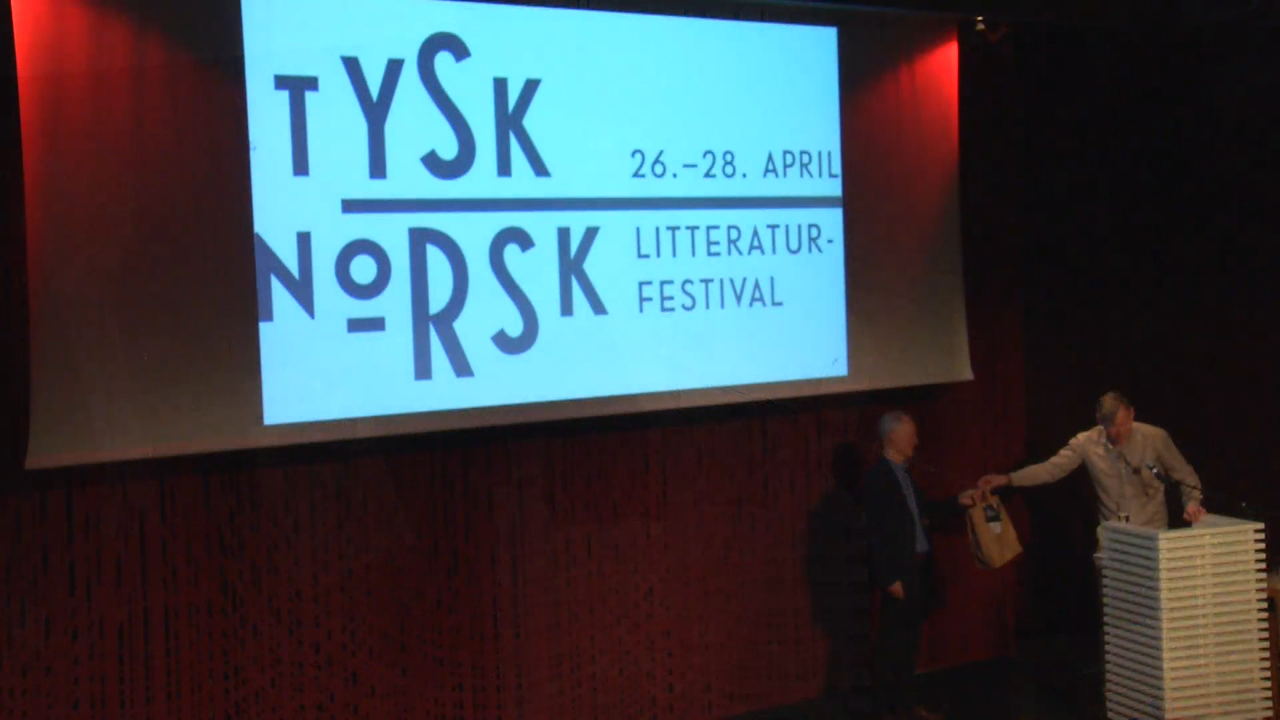 TYSK
26.–28. APRIL
NORSK
LITTERATUR-
FESTIVAL